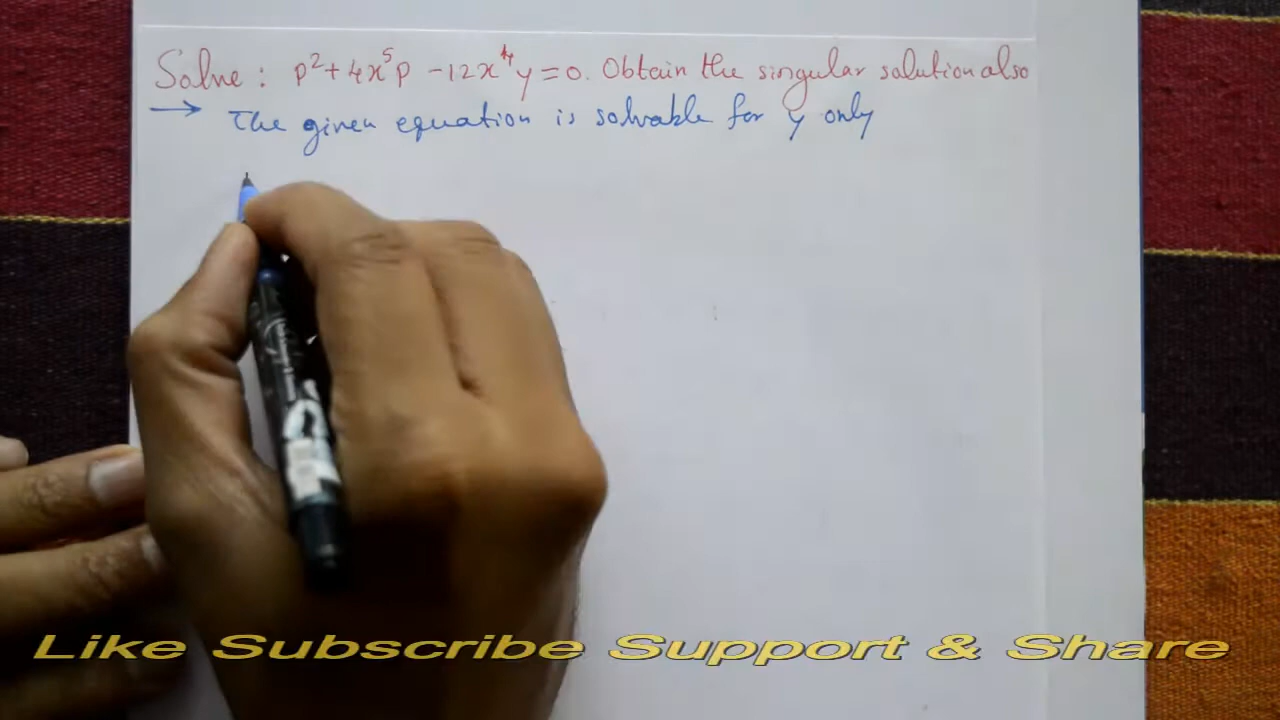 Solve : p²+4x⁵p -12x⁴y=0. Obtain the singular solution also
→ The given equation is solvable for y only
Like Subscribe Support & Share